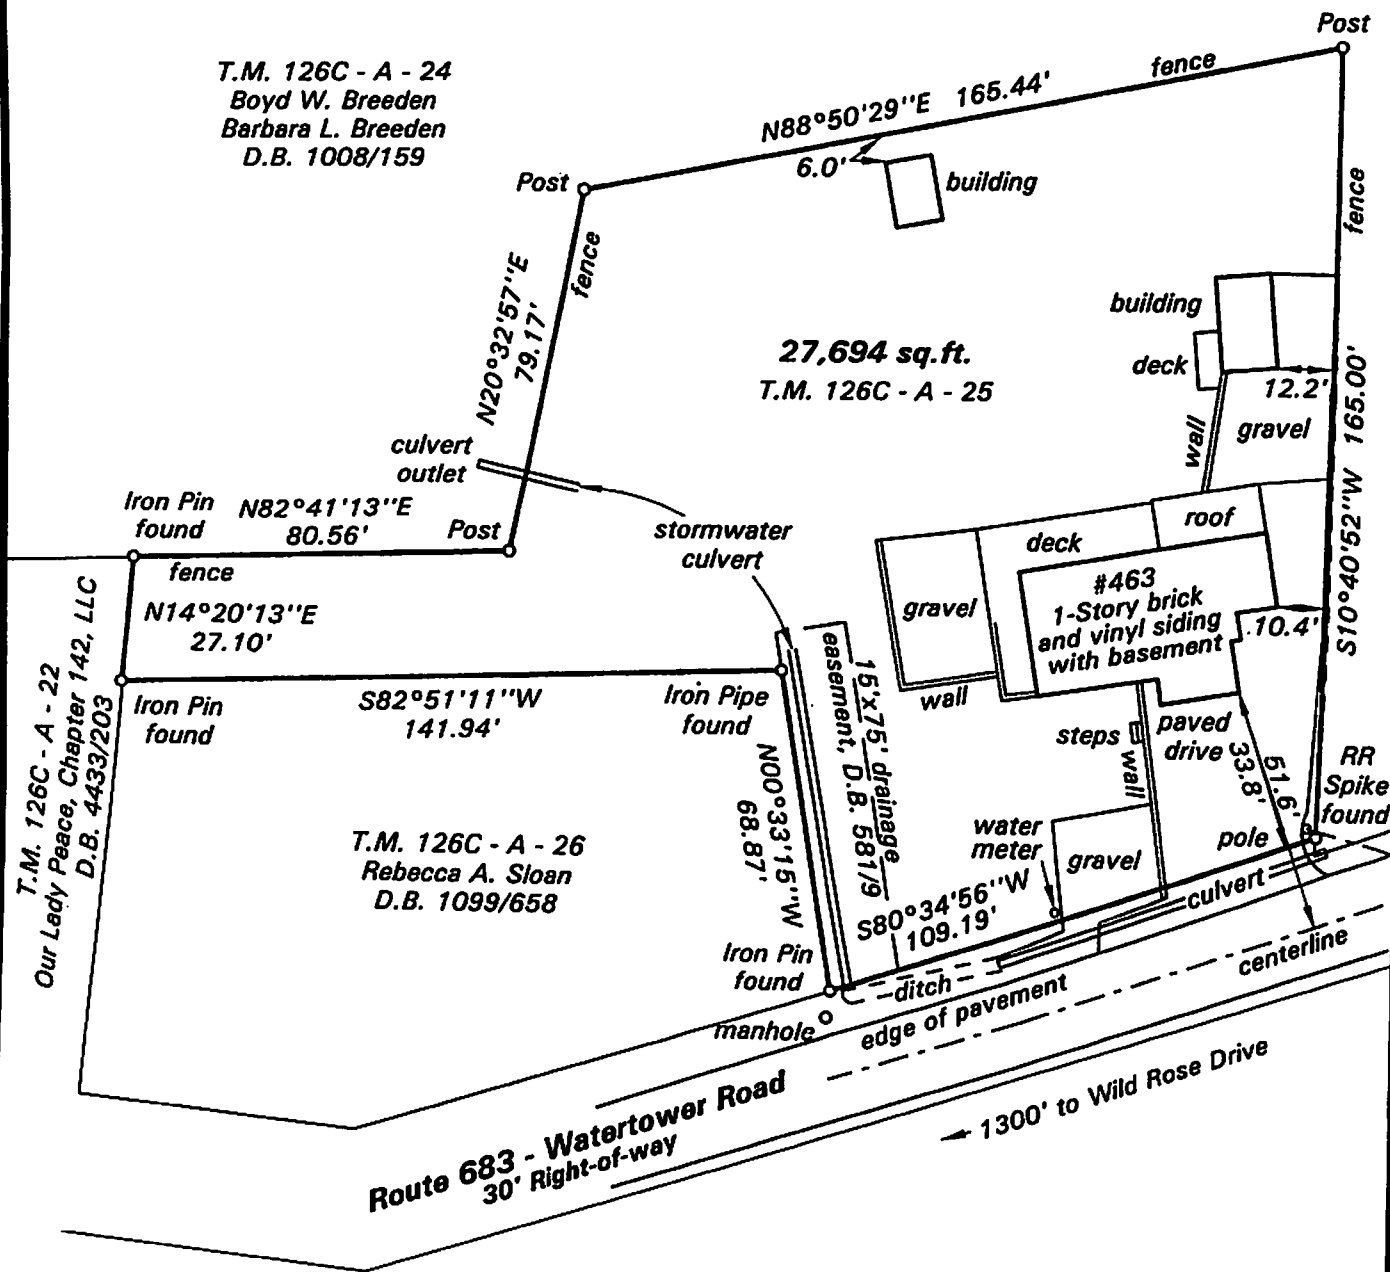 Post
T.M. 126C - A - 24
Boyd W. Breeden
Barbara L. Breeden
D.B. 1008/159
fence
N88°50'29''E 165.44'
6.0'
building
Post
fence
fence
N20°32'57''E
79.17'
building
deck
27,694 sq.ft.
T.M. 126C - A - 25
12.2'
gravel
wall
S10°40'52''W 165.00'
culvert
outlet
Iron Pin
found
N82°41'13''E
80.56'
Post
fence
stormwater
culvert
roof
deck
#463
1-Story brick
and vinyl siding
with basement
gravel
10.4'
wall
N14°20'13''E
27.10'
S82°51'11''W
141.94'
Iron Pin
found
Iron Pipe
found
15'x75' drainage
easement, D.B. 581/9
steps
wall
paved
drive
51.6'
33.8'
RR
Spike
found
pole
T.M. 126C - A - 22
Our Lady Peace, Chapter 142, LLC
D.B. 4433/203
N00°33'15''W
68.87'
T.M. 126C - A - 26
Rebecca A. Sloan
D.B. 1099/658
water
meter
gravel
culvert
S80°34'56''W
109.19'
Iron Pin
found
ditch
centerline
manhole
edge of pavement
1300' to Wild Rose Drive
Route 683 - Watertower Road
30' Right-of-way